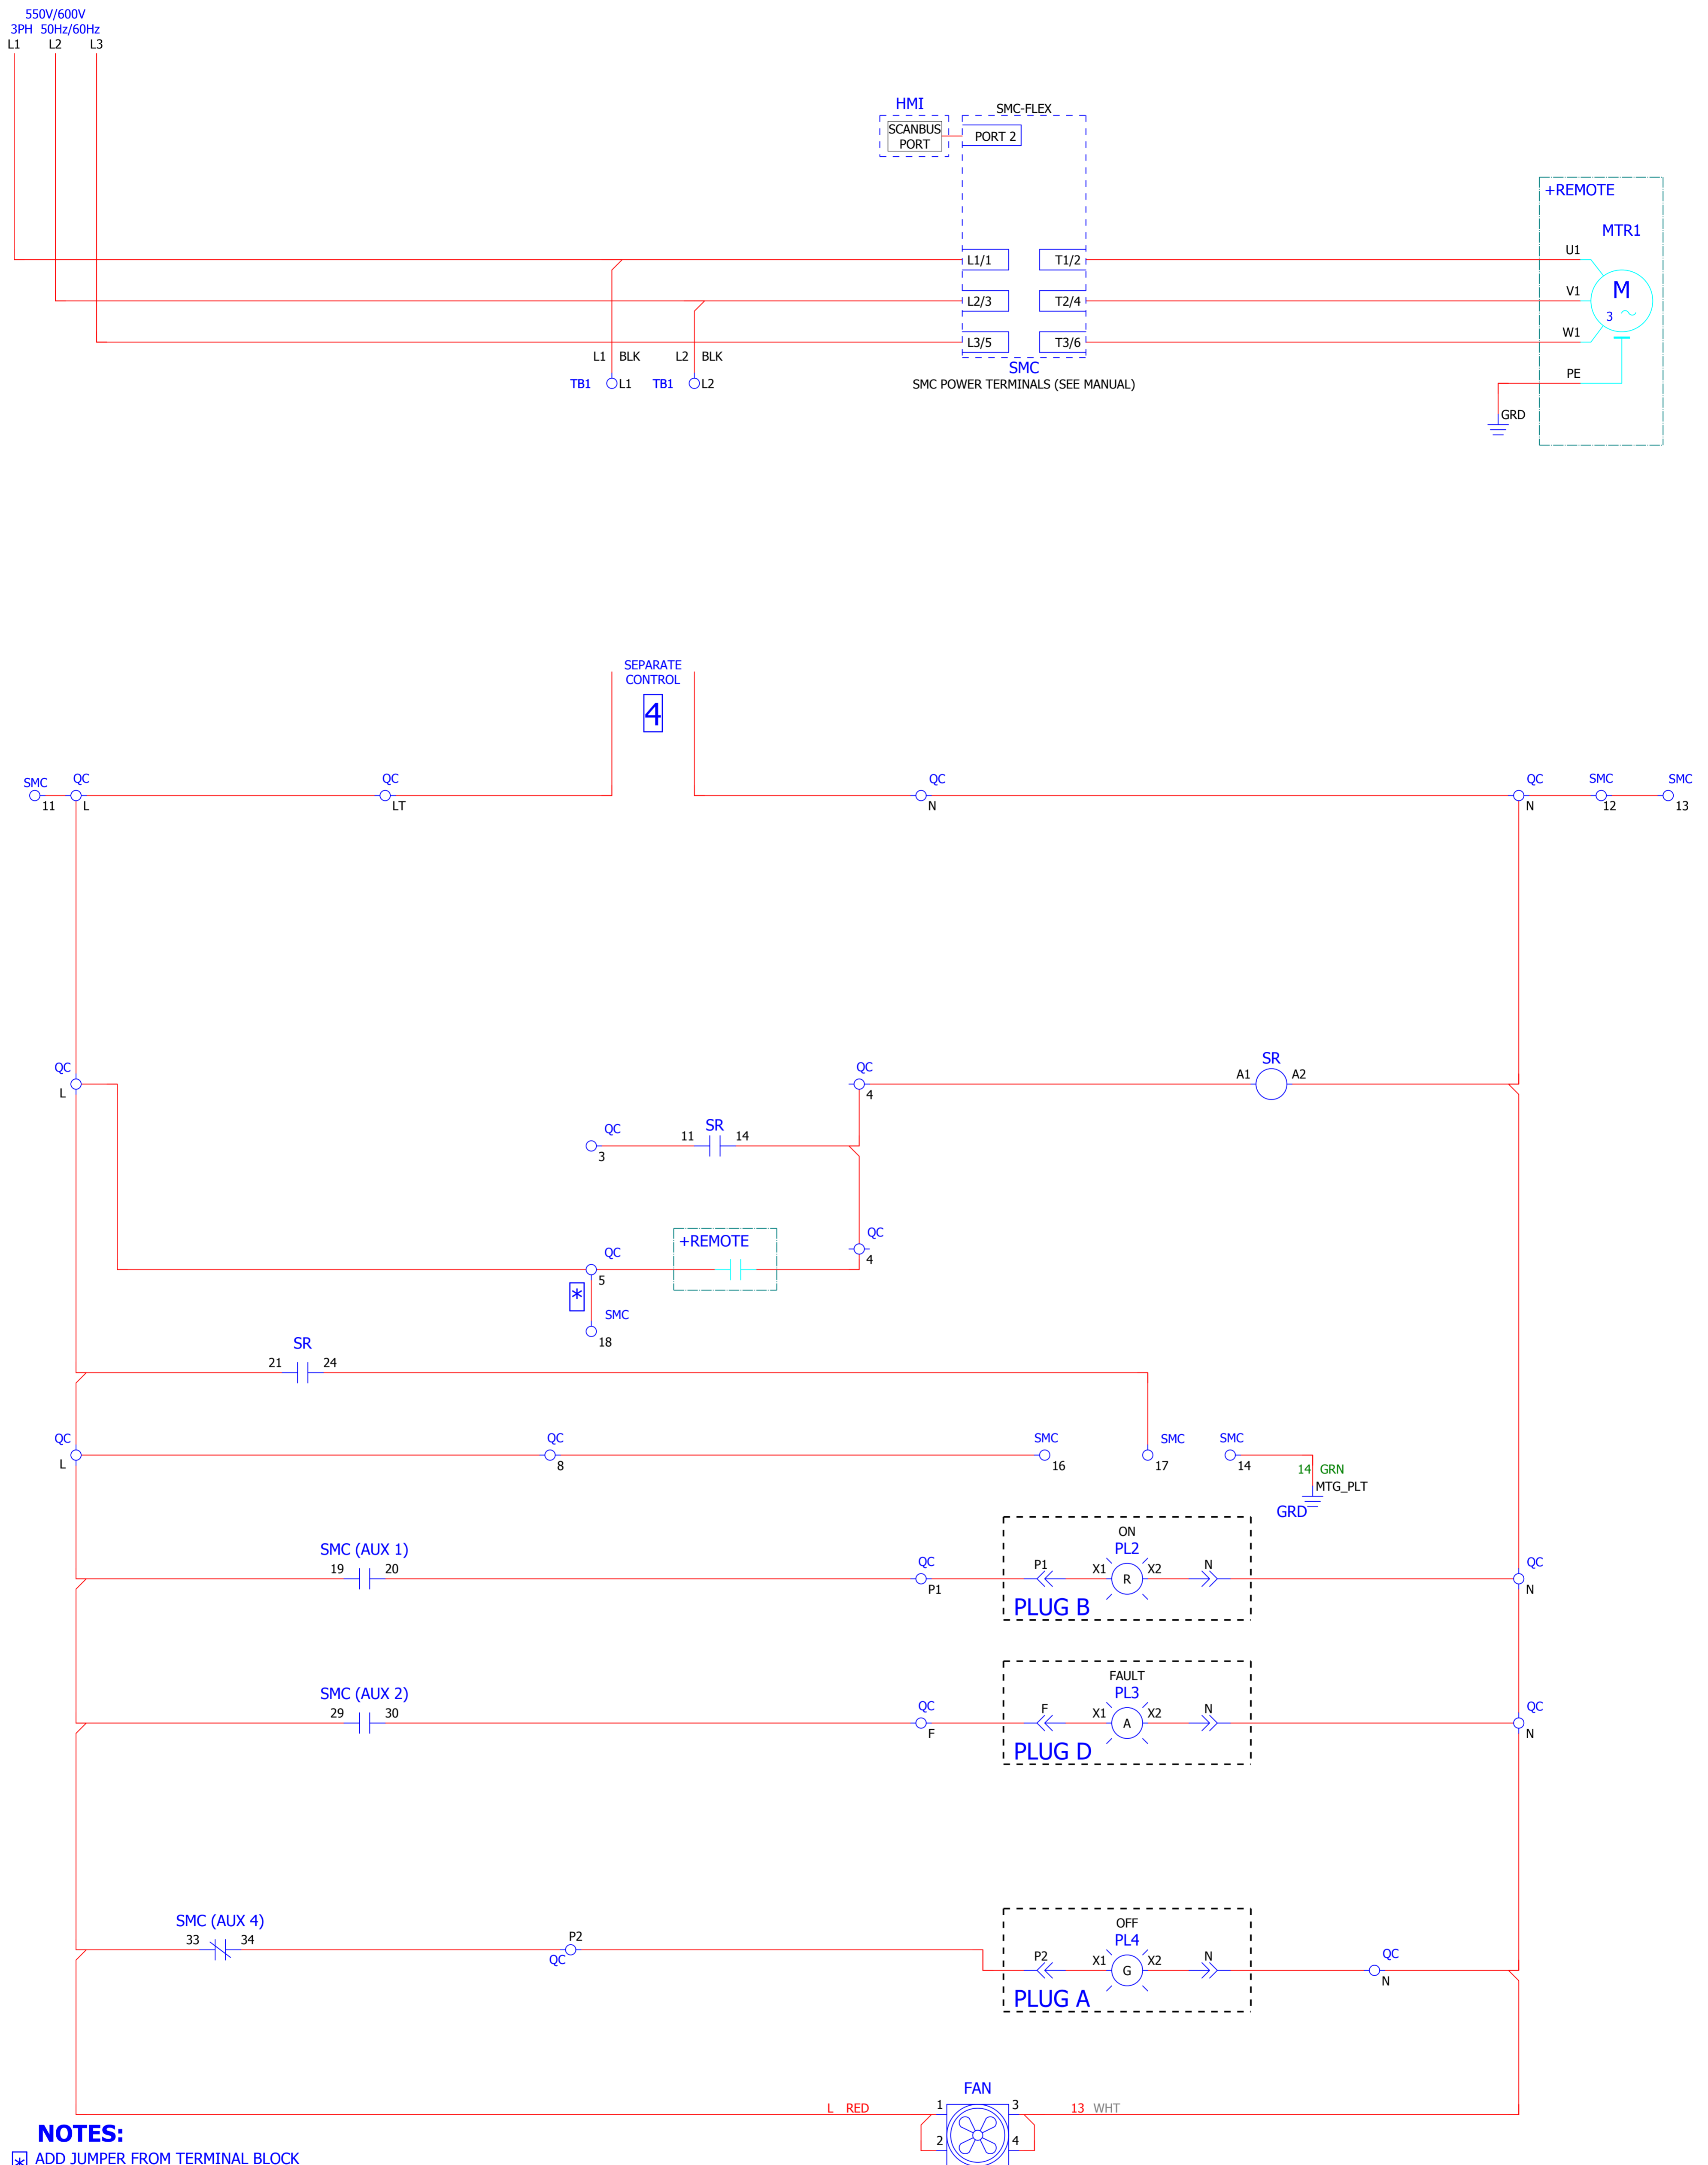 550V/600V
3PH 50Hz/60Hz
L1 L2 L3
HMI
SMC-FLEX
SCANBUS
PORT
PORT 2
+REMOTE
MTR1
L1/1 T1/2 U1
L2/3 T2/4 V1
M
3
L3/5 T3/6 W1
L1 BLK L2 BLK
SMC
PE
TB1 L1 TB1 L2
SMC POWER TERMINALS (SEE MANUAL)
GRD
SEPARATE
CONTROL
4
SMC QC QC QC QC SMC SMC
11 L LT N N 12 13
QC QC SR
A1 A2
L 4
QC SR
11 14
3
QC
+REMOTE
QC 4
5
*
SMC
18
SR
21 24
QC QC SMC SMC SMC
L 8 16 17 14
14 GRN
MTG_PLT
GRD
ON
SMC (AUX 1) PL2
19 20 QC P1 X1 R X2 N QC
P1 N
PLUG B
FAULT
SMC (AUX 2) PL3
29 30 QC F X1 A X2 N QC
F N
PLUG D
OFF
SMC (AUX 4) PL4
33 34 P2
QC
P2 X1 G X2 N QC
N
PLUG A
FAN
L RED 1 3 13 WHT
2 4
NOTES:
* ADD JUMPER FROM TERMINAL BLOCK